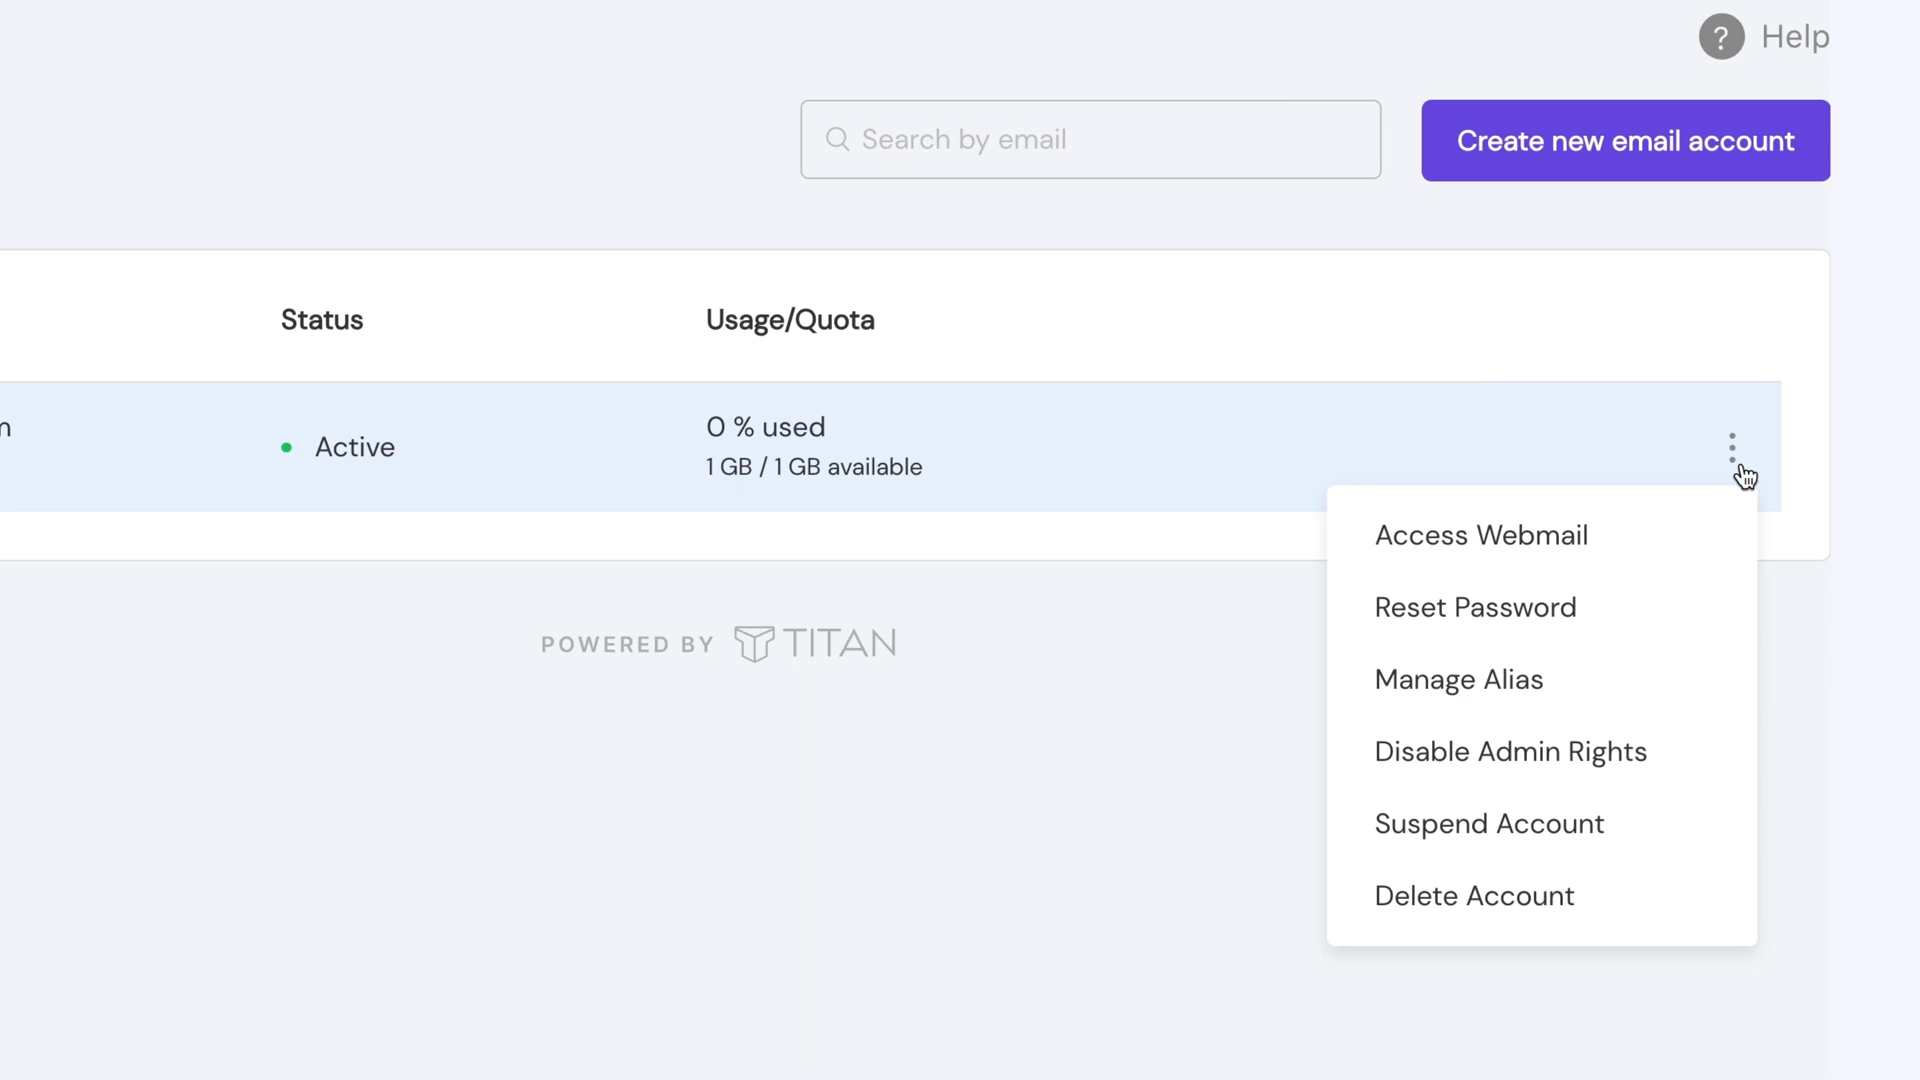 ? Help
Search by email
Create new email account
Status Usage/Quota
Active
0 % used
1 GB / 1 GB available
Access Webmail
Reset Password
Manage Alias
Disable Admin Rights
Suspend Account
Delete Account
POWERED BY TITAN